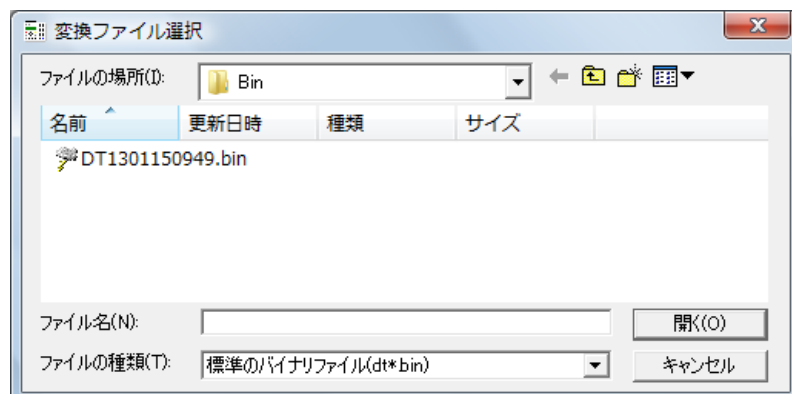 変換ファイル選択
ファイルの場所(I): Bin
名前 更新日時 種類 サイズ
DT1301150949.bin
ファイル名(N): 開く(O)
ファイルの種類(T): 標準のバイナリファイル(dt*bin) キャンセル